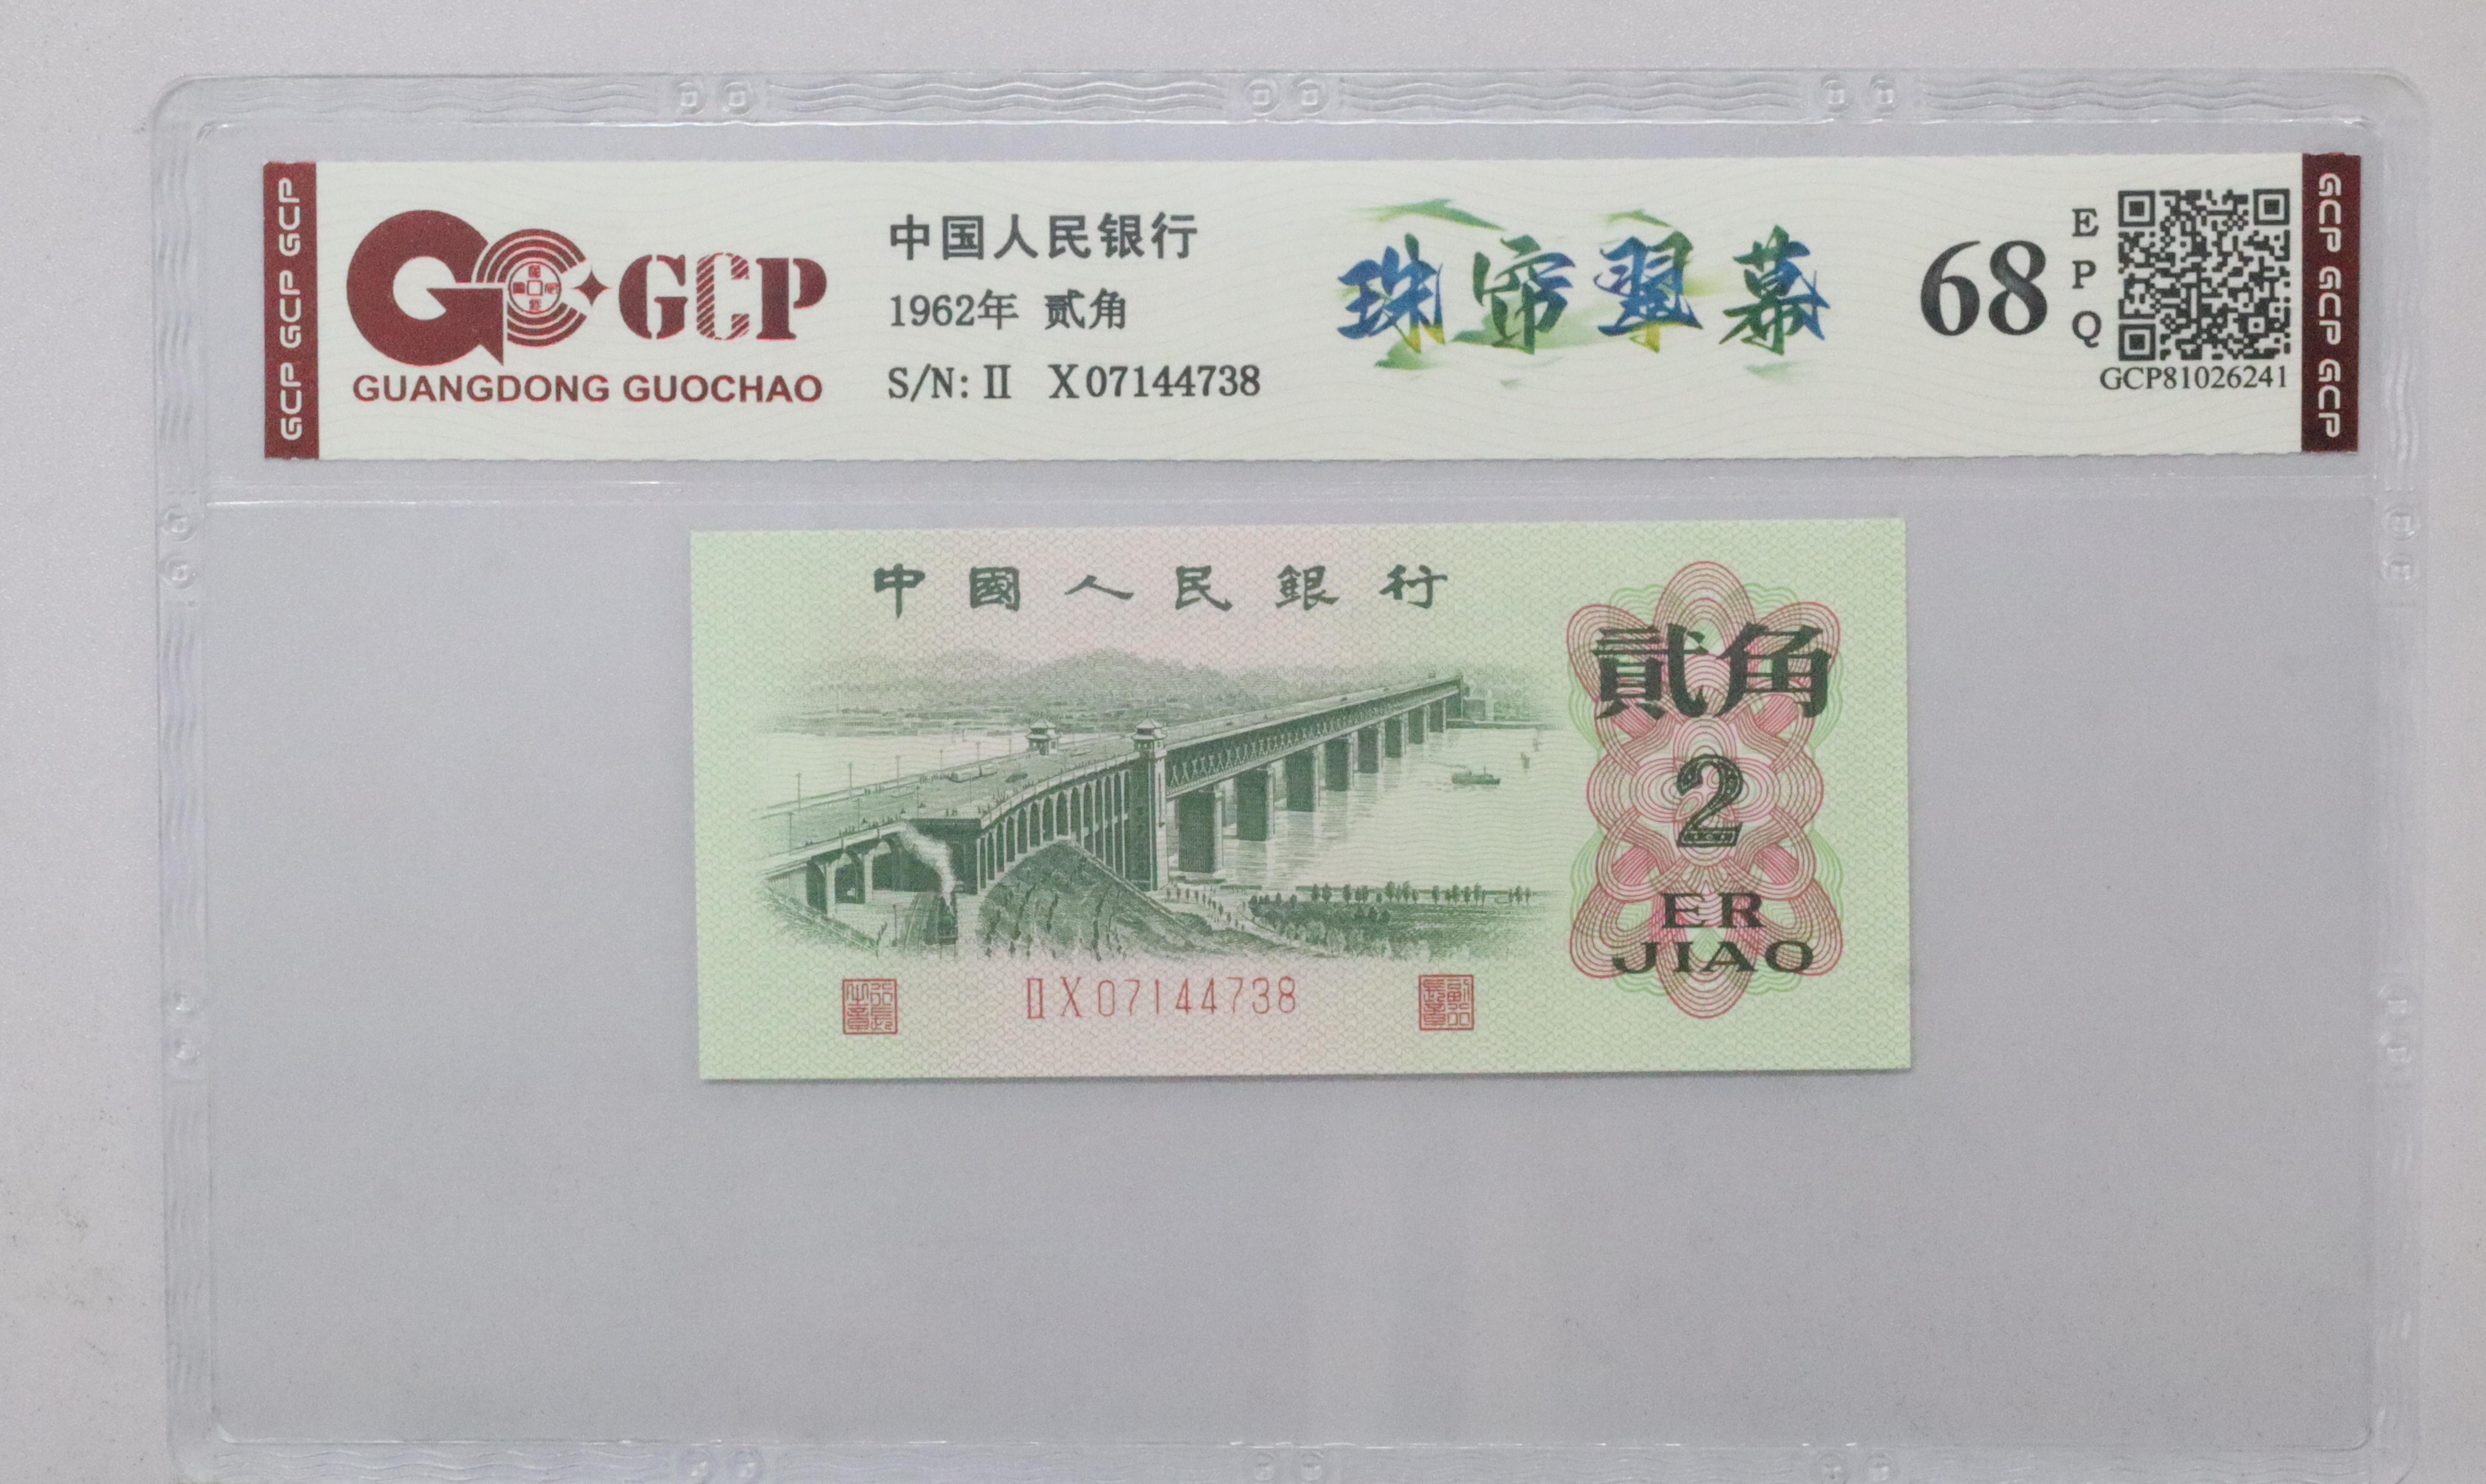 GCP GCP GCP
GCP
GUANGDONG GUOCHAO
中国人民银行
1962年 贰角
S/N: II X07144738
珠帘翠幕
68
EPQ
GCP81026241
GCP GCP GCP
中國人民銀行
貳角
2
ER
JIAO
II X07144738